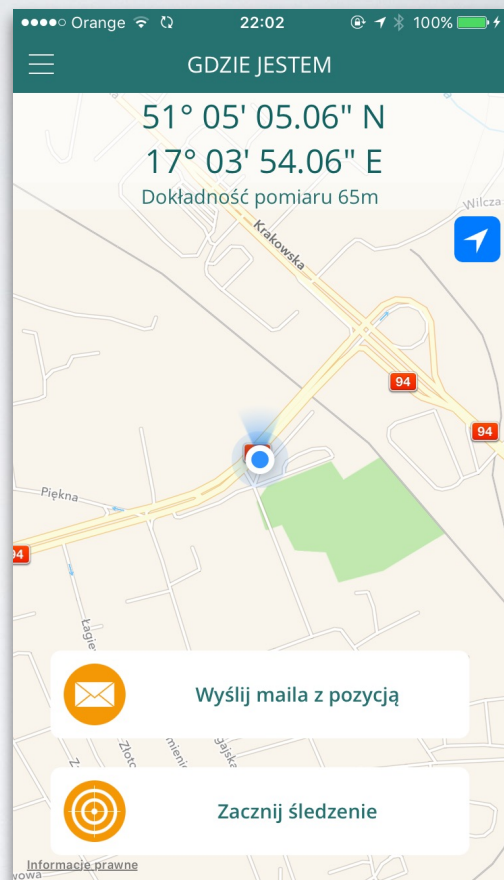 Orange 22:02 100%
GDZIE JESTEM
51° 05' 05.06" N
17° 03' 54.06" E
Dokładność pomiaru 65m
Wilcza
Krakowska
94
94
Piękna
94
Wyślij maila z pozycją
Zacznij śledzenie
Informacje prawne